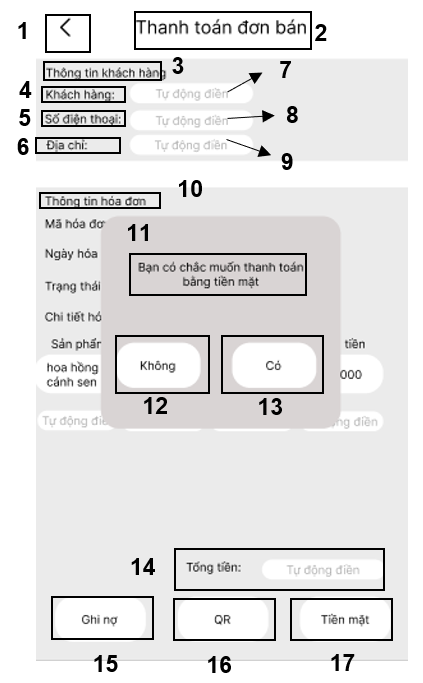 1
Thanh toán đơn bán
2
Thông tin khách hàng
3
7
4
Khách hàng:
Tự động điền
5
Số điện thoại:
Tự động điền
8
6
Địa chỉ:
Tự động điền
9
10
Thông tin hóa đơn
Mã hóa đơ
11
Ngày hóa
Bạn có chắc muốn thanh toán
bằng tiền mặt
Trạng thái
Chi tiết hó
Sản phẩn
tiền
hoa hồng
cánh sen
Không
Có
000
12
13
Tự động điề
ng điền
14
Tổng tiền:
Tự động điền
Ghi nợ
QR
Tiền mặt
15
16
17